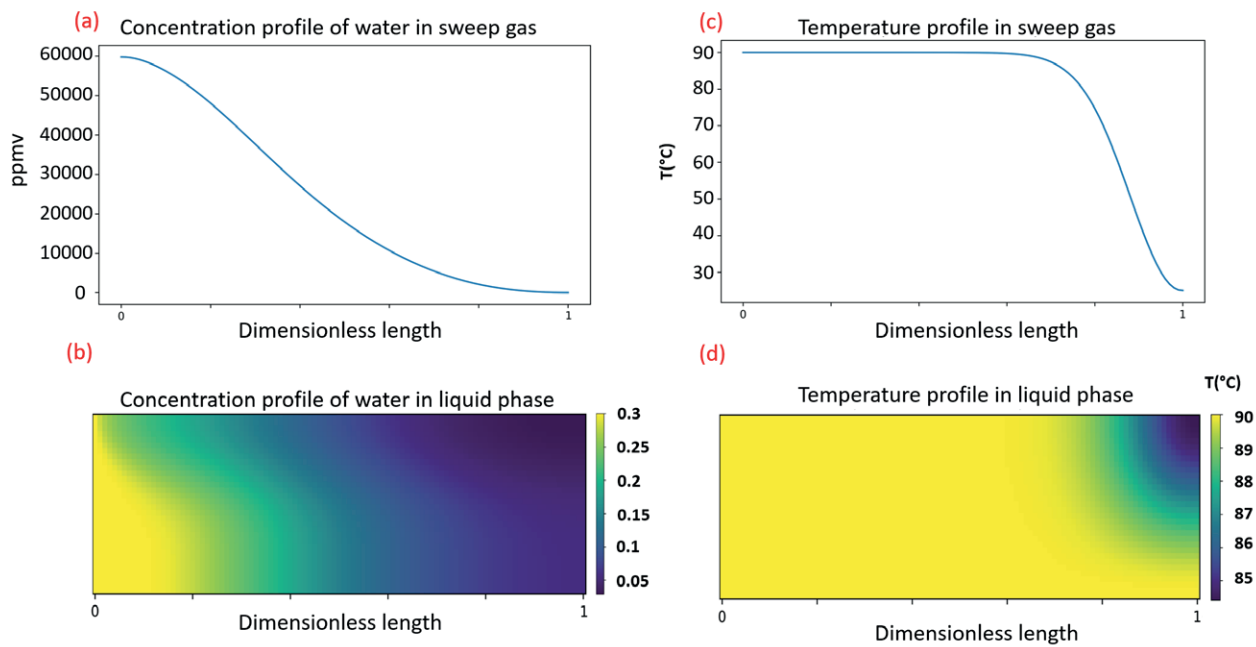 (a)
Concentration profile of water in sweep gas
60000
50000
40000
30000
20000
10000
0
ppmv
0 1
Dimensionless length
(c)
Temperature profile in sweep gas
90
80
70
60
50
40
30
T(°C)
0 1
Dimensionless length
(b)
Concentration profile of water in liquid phase
0.3
0.25
0.2
0.15
0.1
0.05
0 1
Dimensionless length
(d)
Temperature profile in liquid phase
T(°C)
90
88
88
87
86
85
0 1
Dimensionless length